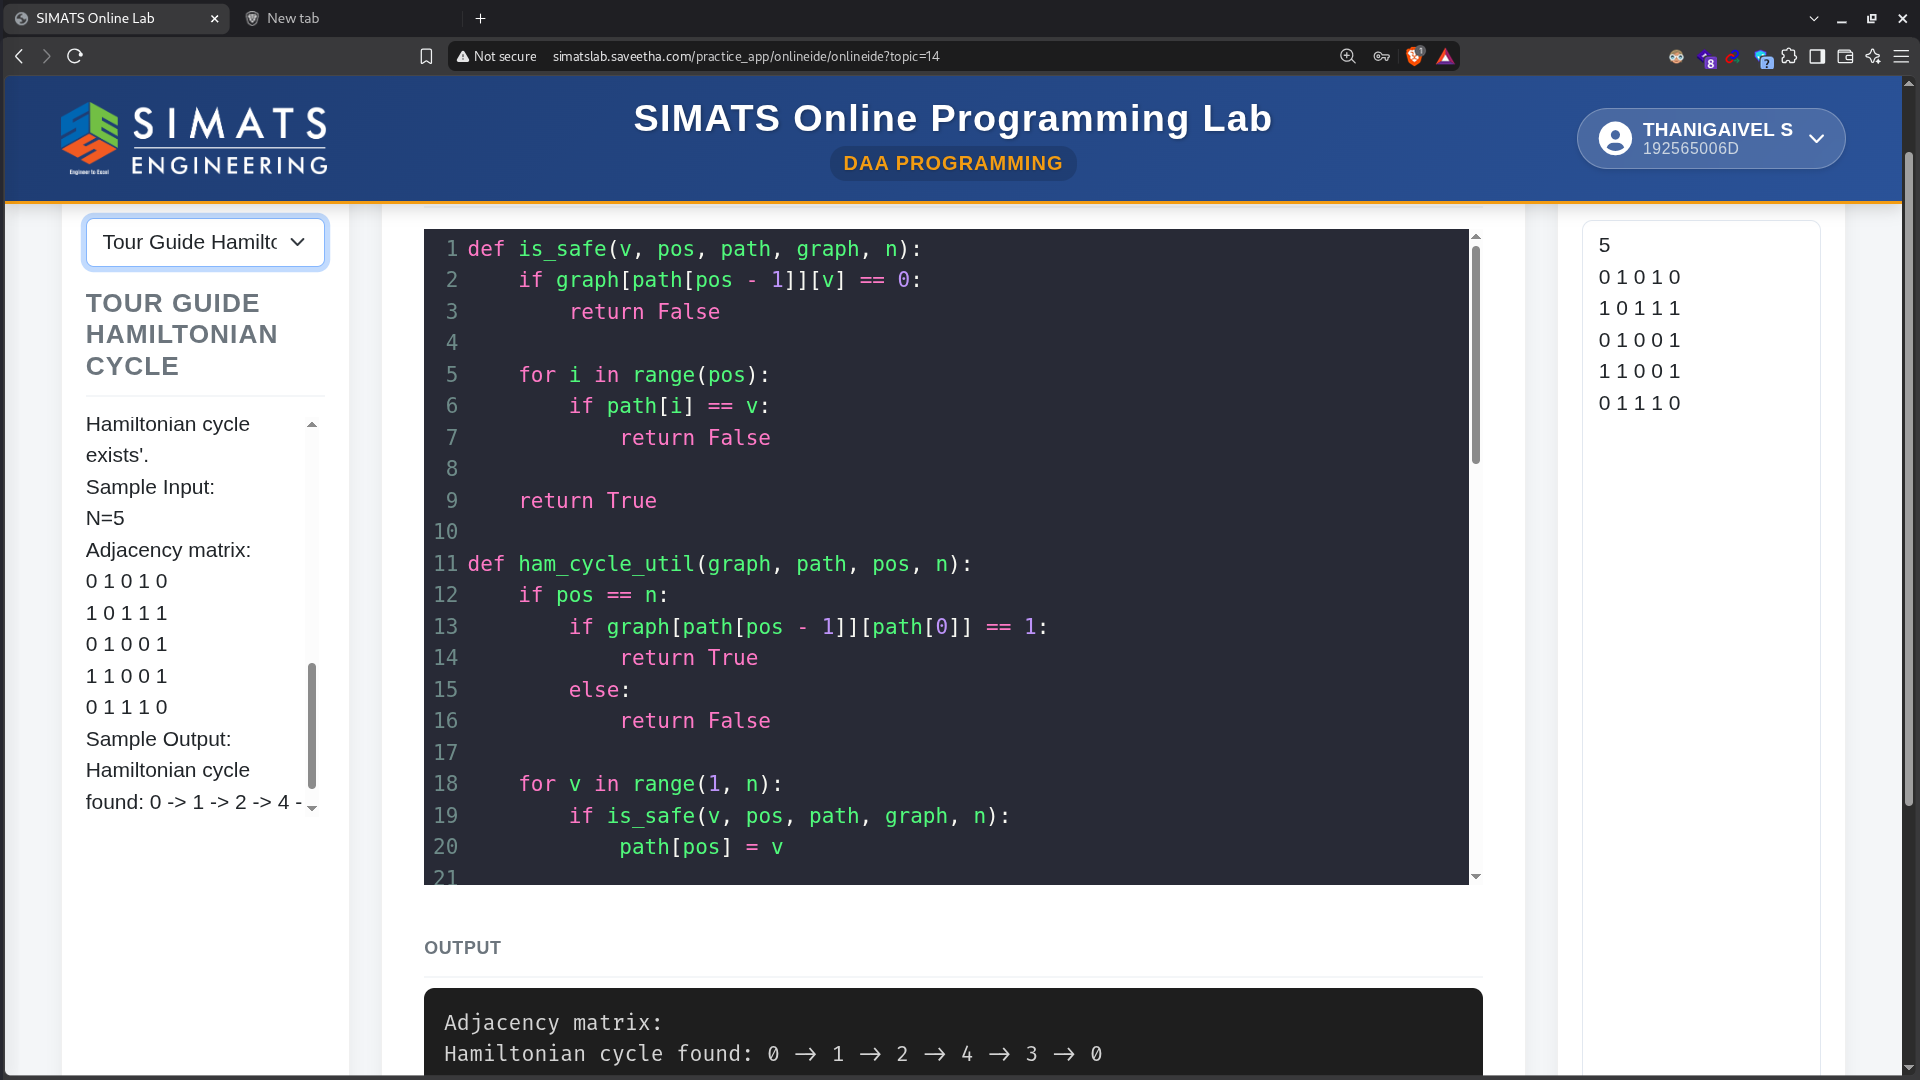 SIMATS Online Lab
New tab
Not secure
simatslab.saveetha.com/practice_app/onlineide/onlineide?topic=14
1
8
?
SIMATS
ENGINEERING
Engineer to Excel
SIMATS Online Programming Lab
DAA PROGRAMMING
THANIGAIVEL S
192565006D
Tour Guide Hamiltc
TOUR GUIDE
HAMILTONIAN
CYCLE
Hamiltonian cycle
exists'.
Sample Input:
N=5
Adjacency matrix:
0 1 0 1 0
1 0 1 1 1
0 1 0 0 1
1 1 0 0 1
0 1 1 1 0
Sample Output:
Hamiltonian cycle
found: 0 -> 1 -> 2 -> 4 -
1 def is_safe(v, pos, path, graph, n):
2     if graph[path[pos - 1]][v] == 0:
3         return False
4
5     for i in range(pos):
6         if path[i] == v:
7             return False
8
9     return True
10
11 def ham_cycle_util(graph, path, pos, n):
12     if pos == n:
13         if graph[path[pos - 1]][path[0]] == 1:
14             return True
15         else:
16             return False
17
18     for v in range(1, n):
19         if is_safe(v, pos, path, graph, n):
20             path[pos] = v
21
OUTPUT
Adjacency matrix:
Hamiltonian cycle found: 0 -> 1 -> 2 -> 4 -> 3 -> 0
5
0 1 0 1 0
1 0 1 1 1
0 1 0 0 1
1 1 0 0 1
0 1 1 1 0